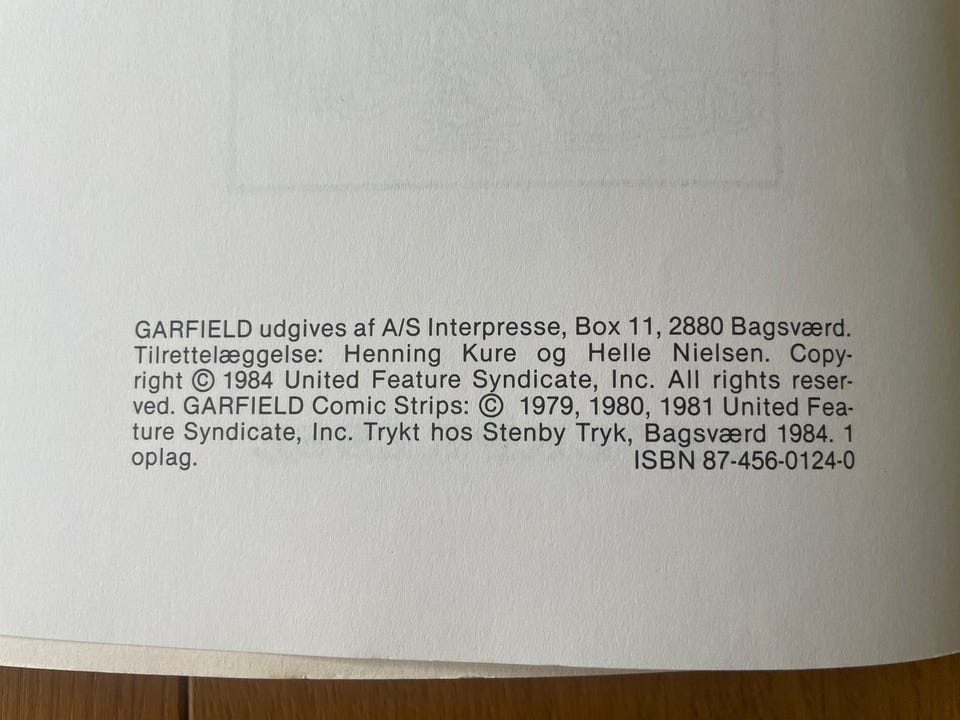 GARFIELD udgives af A/S Interpresse, Box 11, 2880 Bagsværd.
Tilrettelæggelse: Henning Kure og Helle Nielsen. Copy-
right © 1984 United Feature Syndicate, Inc. All rights reser-
ved. GARFIELD Comic Strips: © 1979, 1980, 1981 United Fea-
ture Syndicate, Inc. Trykt hos Stenby Tryk, Bagsværd 1984. 1
oplag. ISBN 87-456-0124-0